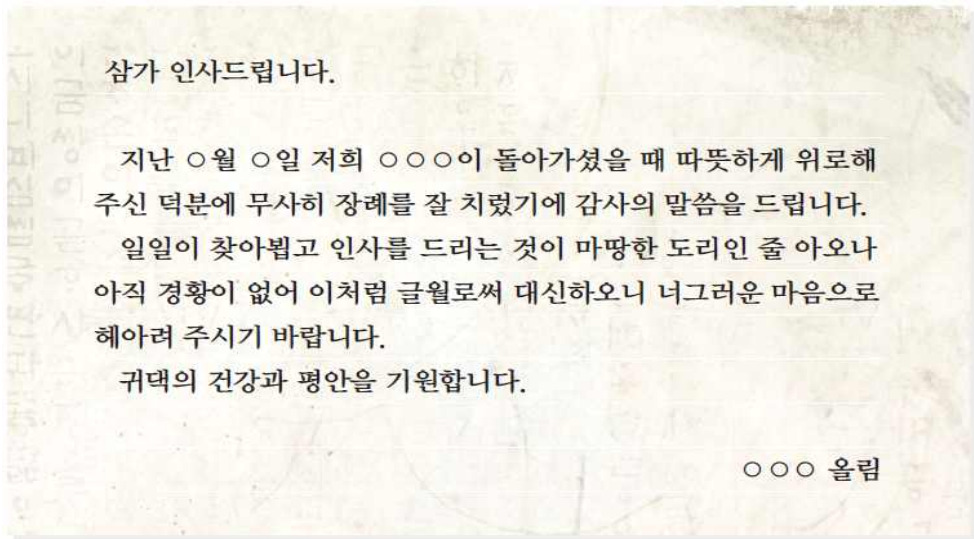 삼가 인사드립니다.
지난 ○월 ○일 저희 ○○○이 돌아가셨을 때 따뜻하게 위로해
주신 덕분에 무사히 장례를 잘 치렀기에 감사의 말씀을 드립니다.
일일이 찾아뵙고 인사를 드리는 것이 마땅한 도리인 줄 아오나
아직 경황이 없어 이처럼 글월로써 대신하오니 너그러운 마음으로
헤아려 주시기 바랍니다.
귀댁의 건강과 평안을 기원합니다.
○○○ 올림